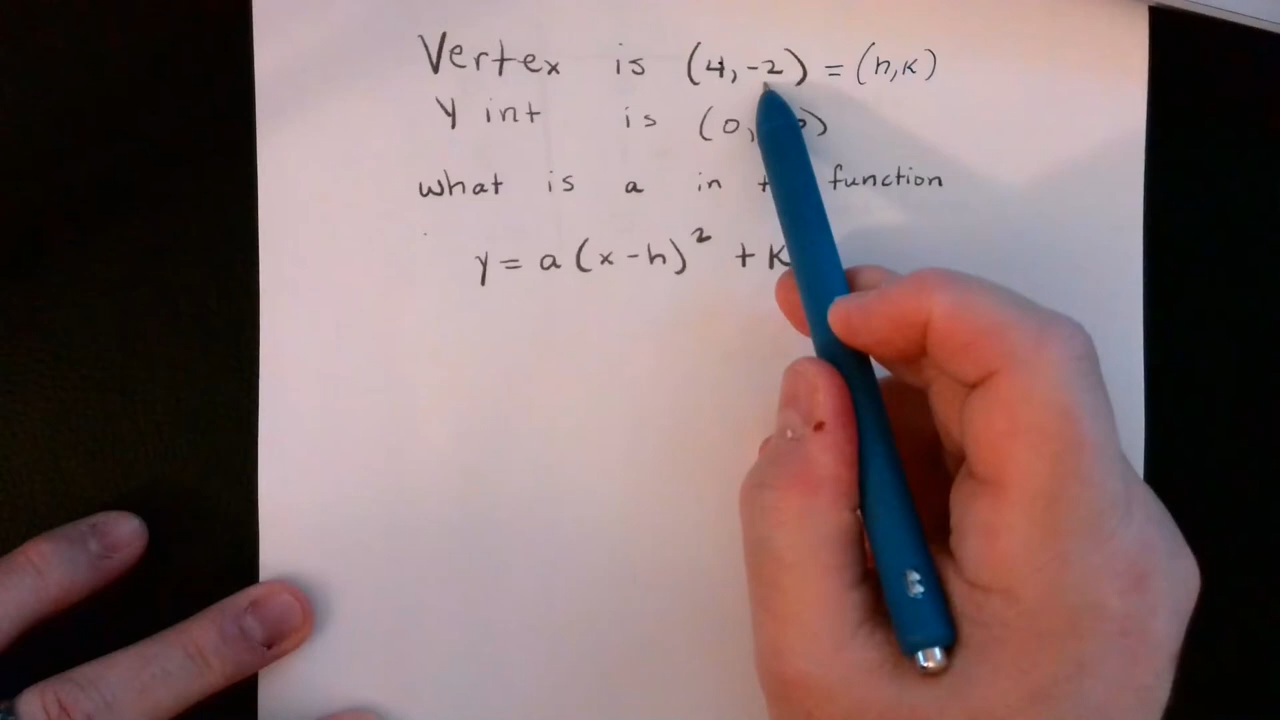 Vertex is (4,-2) = (h,k)
Y int is (0,
what is a in function
y = a(x-h)² + k